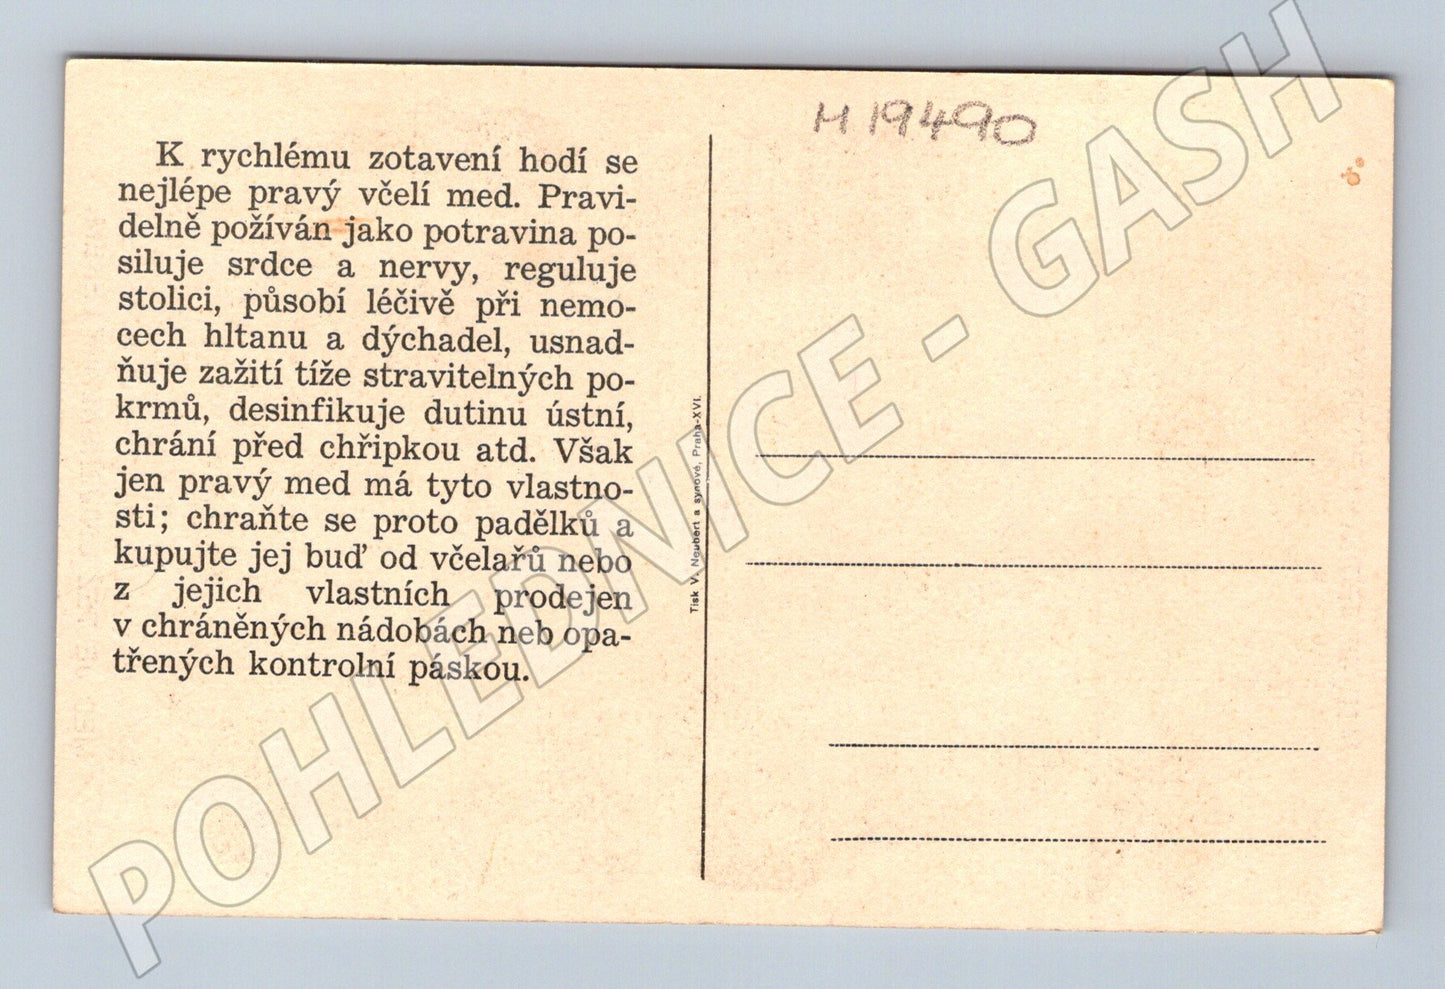 M 19490
K rychlému zotavení hodí se
nejlépe pravý včelí med. Pravi-
delně požíván jako potravina po-
siluje srdce a nervy, reguluje
stolici, působí léčivě při nemo-
cech hltanu a dýchadel, usnad-
ňuje zažití tíže stravitelných po-
krmů, desinfikuje dutinu ústní,
chrání před chřipkou atd. Však
jen pravý med má tyto vlastno-
sti; chraňte se proto padělků a
kupujte jej buď od včelařů nebo
z jejich vlastních prodejen
v chráněných nádobách neb opa-
třených kontrolní páskou.
Tisk V. Neubert a synové, Praha-XVI.
POHLEDNICE - GASH